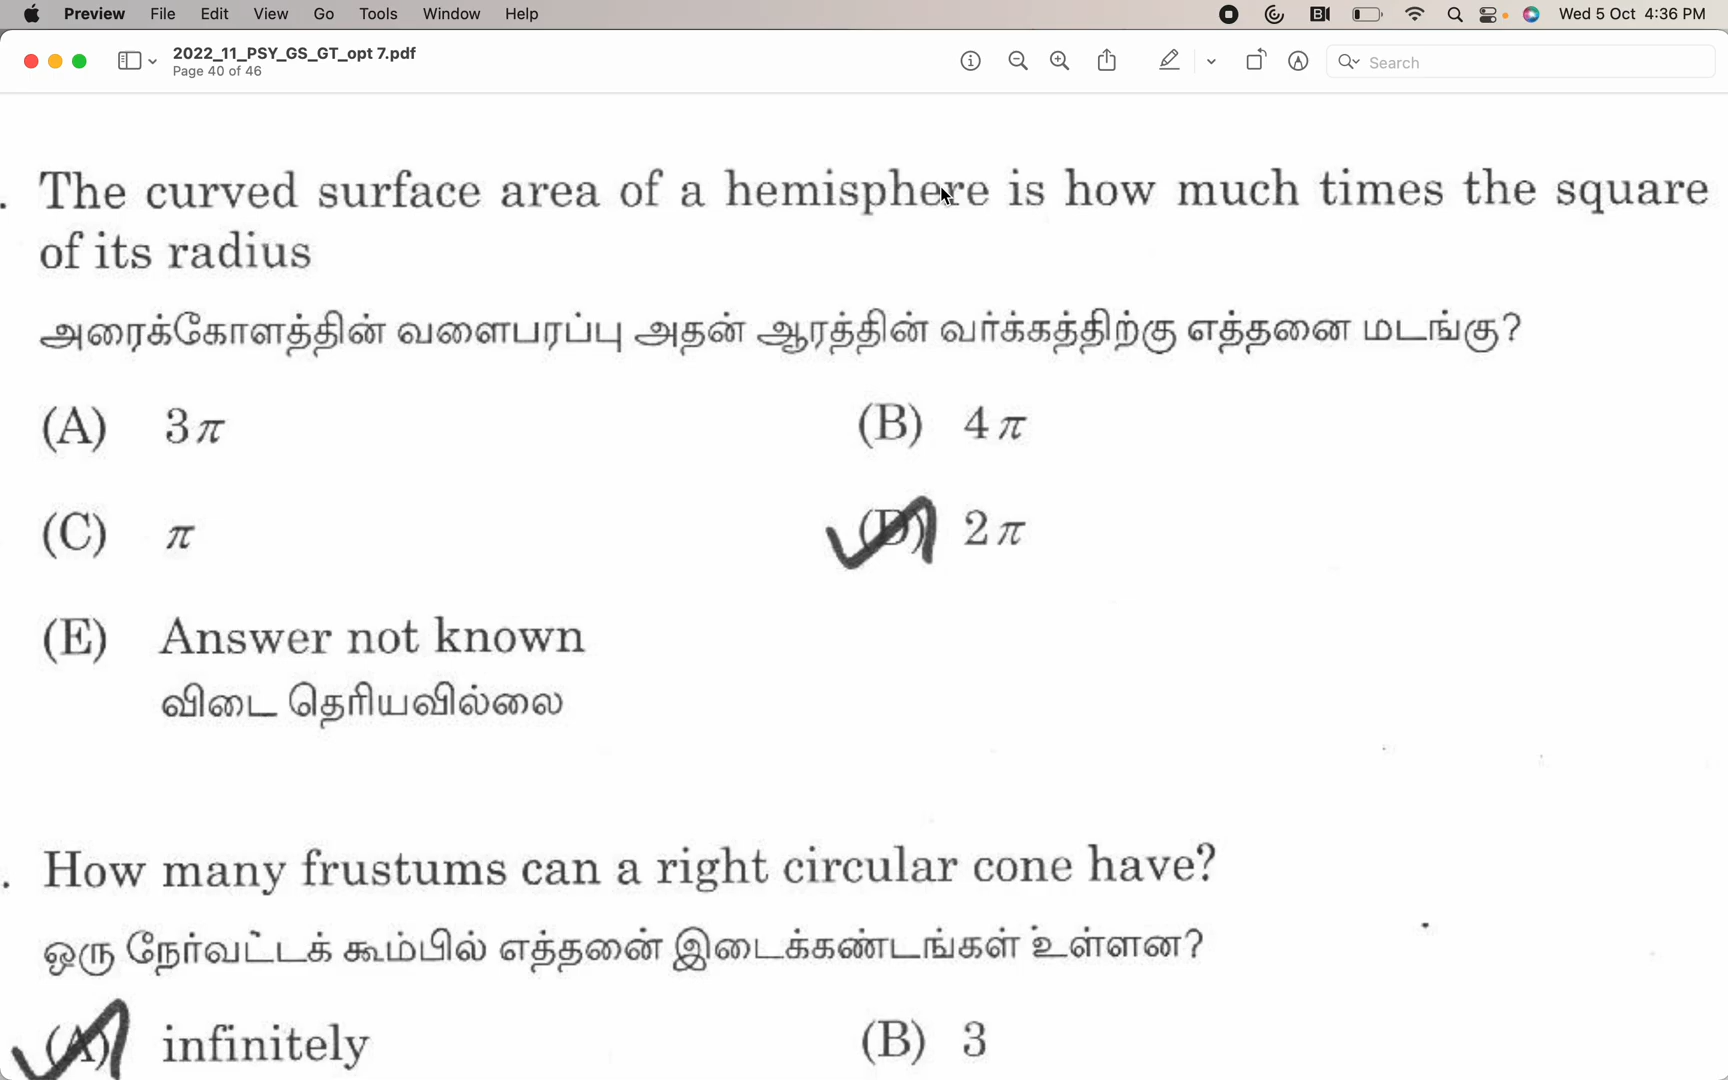 Preview File Edit View Go Tools Window Help Wed 5 Oct 4:36 PM
2022_11_PSY_GS_GT_opt 7.pdf
Page 40 of 46
Search
. The curved surface area of a hemisphere is how much times the square
of its radius
அரைக்கோளத்தின் வளைபரப்பு அதன் ஆரத்தின் வர்க்கத்திற்கு எத்தனை மடங்கு?
(A) 3π (B) 4π
(C) π (D) 2π
(E) Answer not known
விடை தெரியவில்லை
. How many frustums can a right circular cone have?
ஒரு நேர்வட்டக் கூம்பில் எத்தனை இடைக்கண்டங்கள் உள்ளன?
(A) infinitely (B) 3